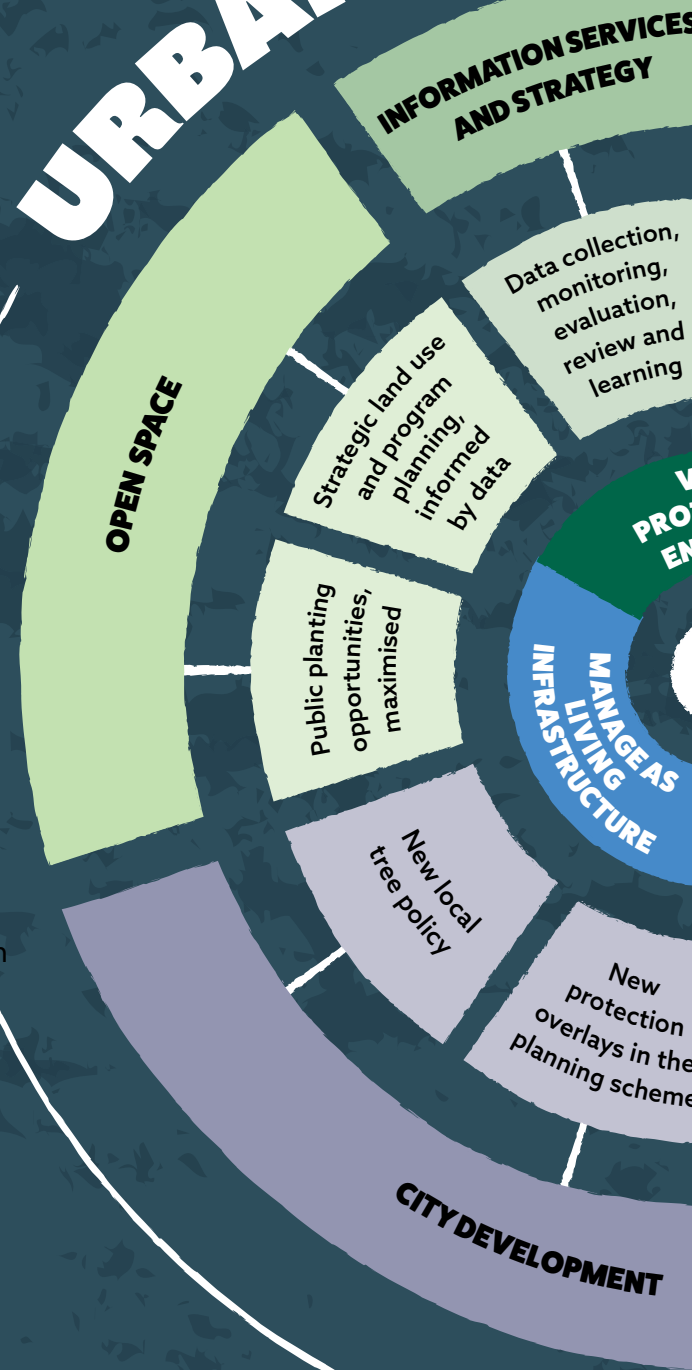 URBA
INFORMATION SERVICES
AND STRATEGY
Data collection,
monitoring,
evaluation,
review and
learning
OPEN SPACE
Strategic land use
and program
planning,
informed
by data
Public planting
opportunities,
maximised
MANAGE AS
LIVING
INFRASTRUCTURE
New local
tree policy
New
protection
overlays in the
planning scheme
CITY DEVELOPMENT